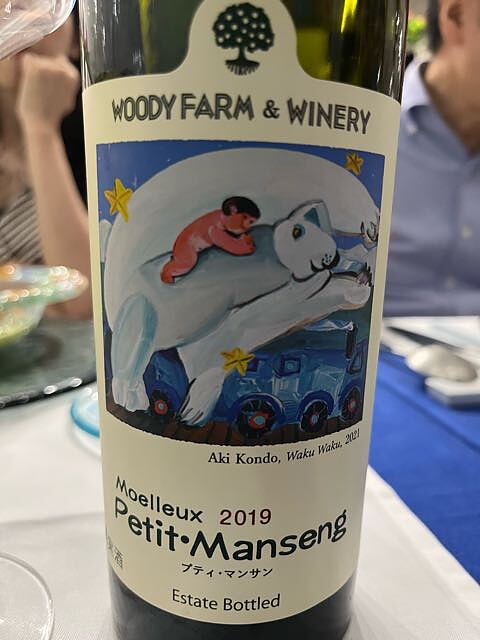 WOODY FARM & WINERY
Aki Kondo, Waku Waku, 2021
Moelleux 2019
Petit・Manseng
プティ・マンサン
Estate Bottled